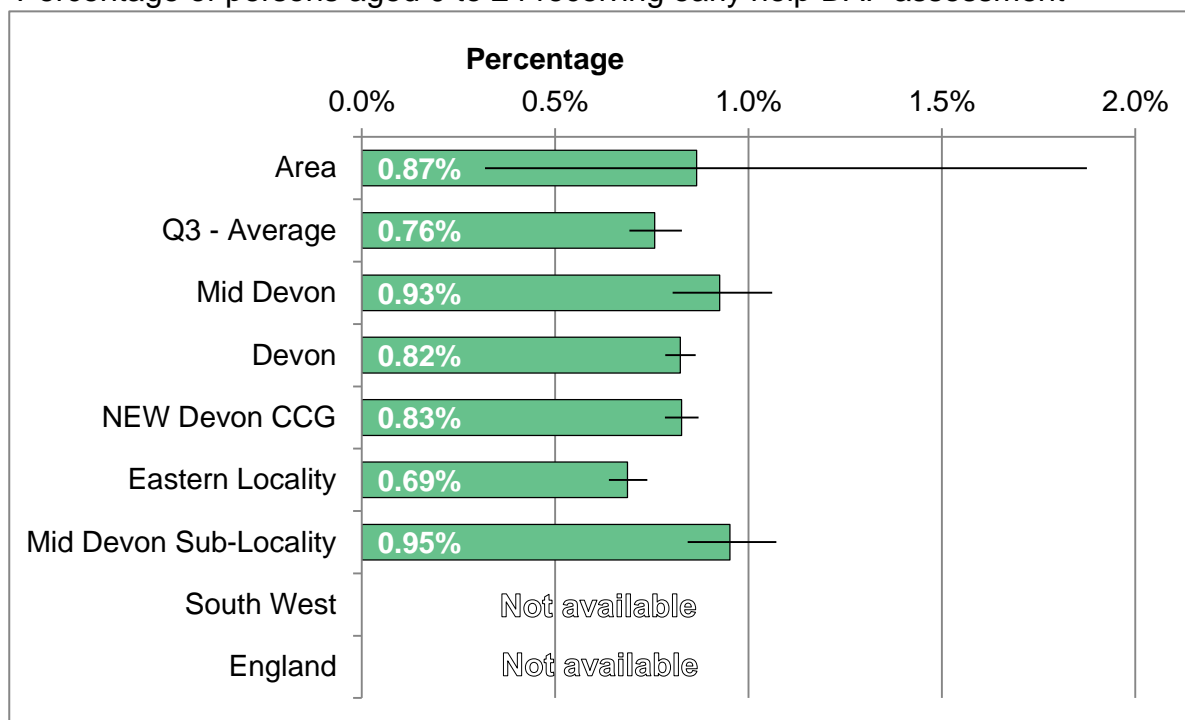 Percentage
0.0% 0.5% 1.0% 1.5% 2.0%
Area 0.87%
Q3 - Average 0.76%
Mid Devon 0.93%
Devon 0.82%
NEW Devon CCG 0.83%
Eastern Locality 0.69%
Mid Devon Sub-Locality 0.95%
South West Not available
England Not available